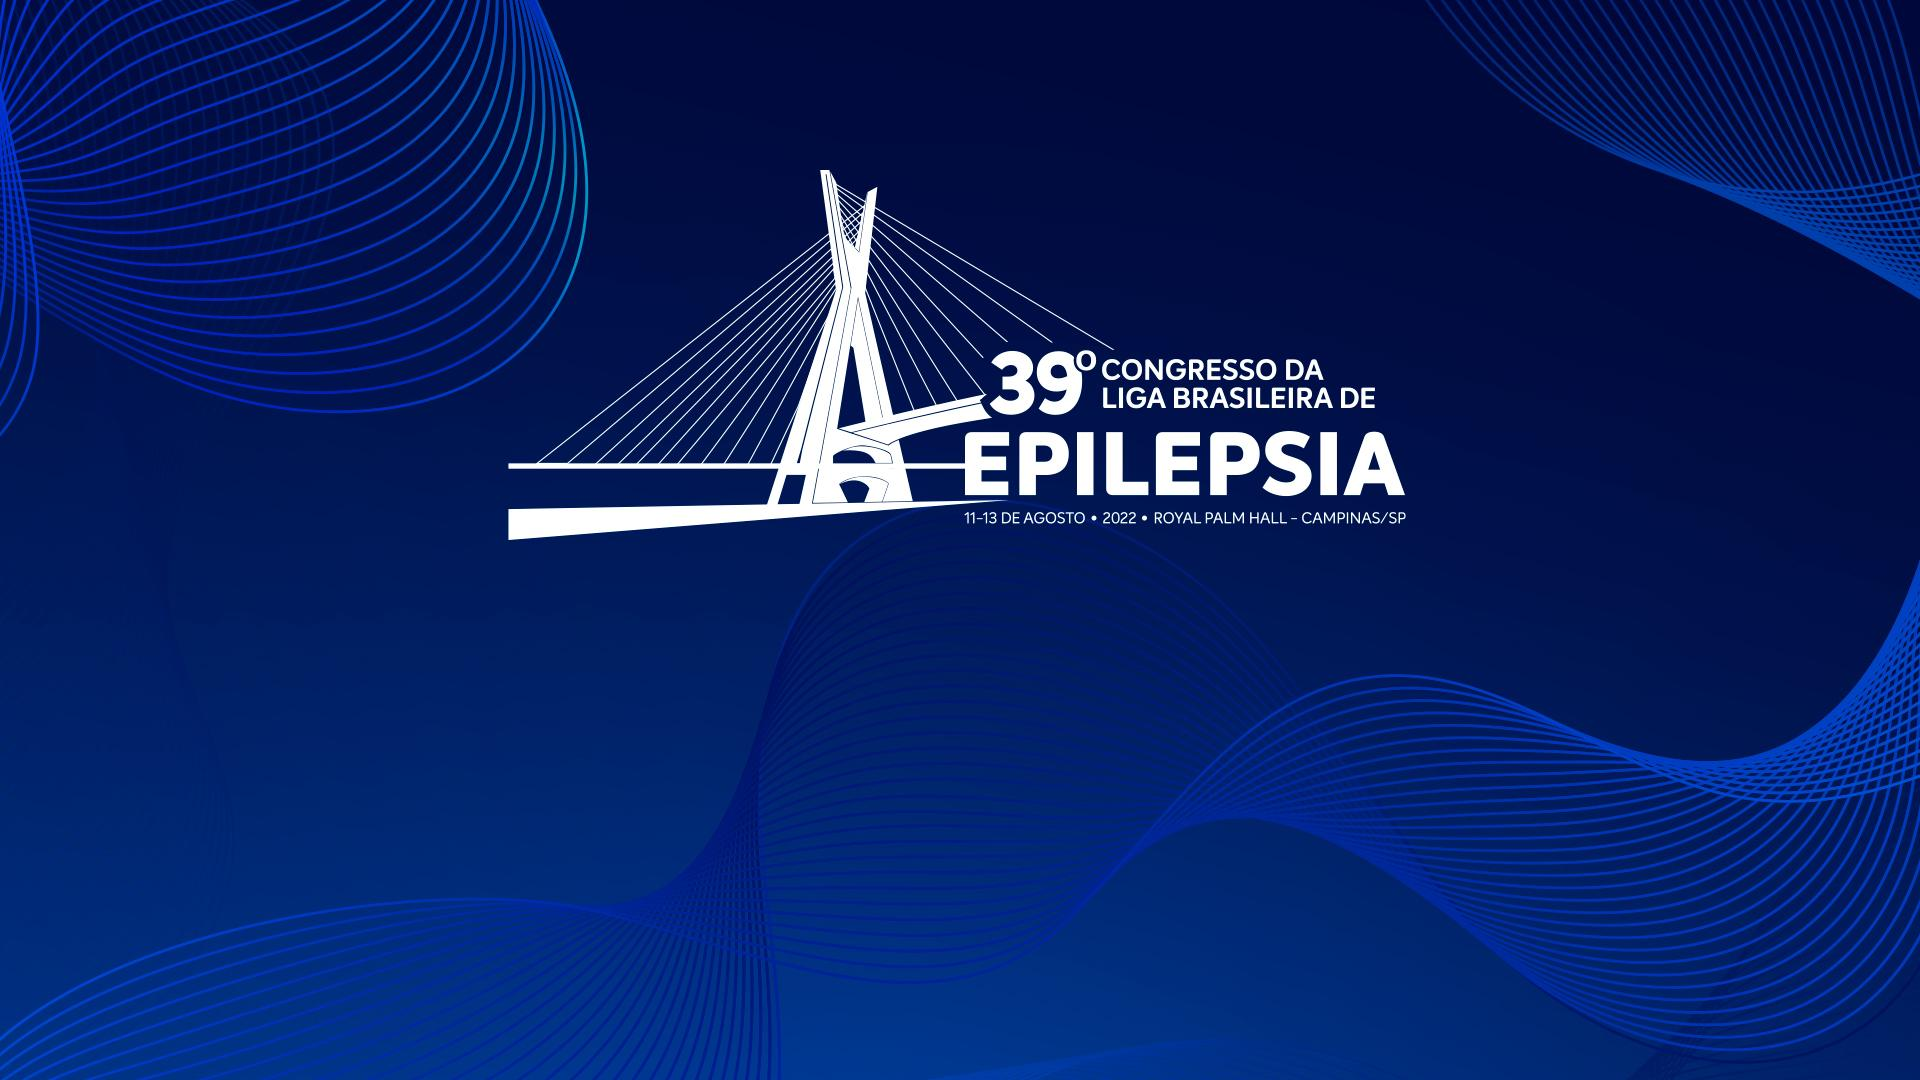 39º CONGRESSO DA
LIGA BRASILEIRA DE
EPILEPSIA
11-13 DE AGOSTO • 2022 • ROYAL PALM HALL - CAMPINAS/SP